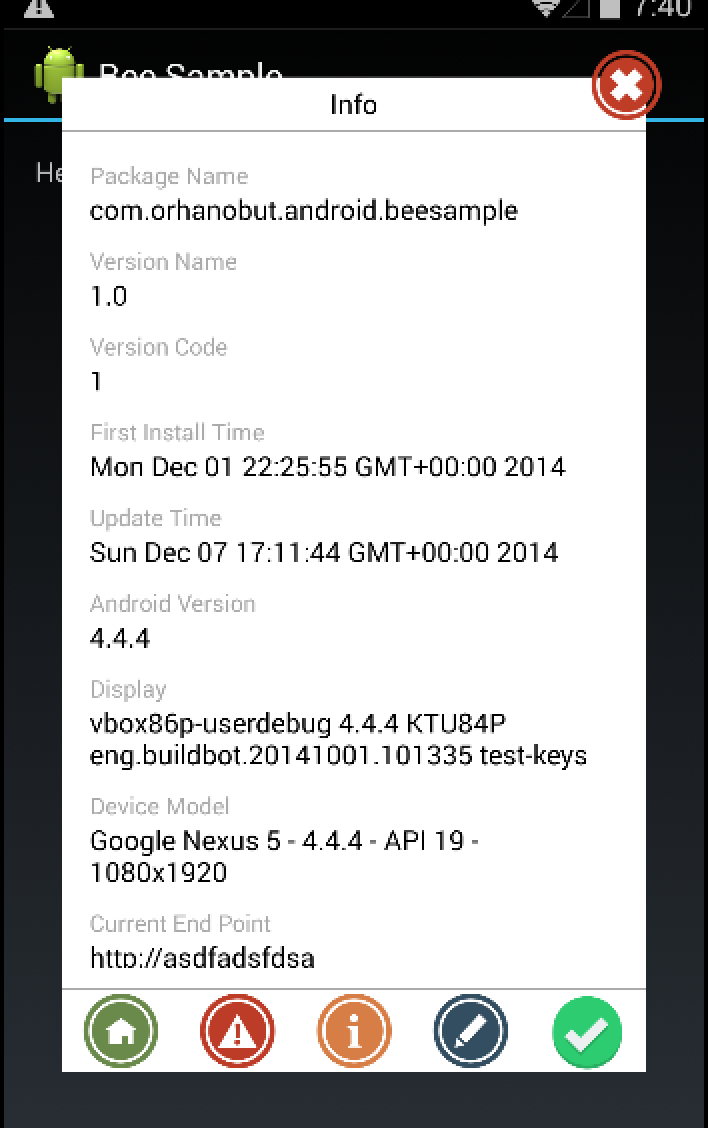 7:40
Bee Sample
Info
He
Package Name
com.orhanobut.android.beesample
Version Name
1.0
Version Code
1
First Install Time
Mon Dec 01 22:25:55 GMT+00:00 2014
Update Time
Sun Dec 07 17:11:44 GMT+00:00 2014
Android Version
4.4.4
Display
vbox86p-userdebug 4.4.4 KTU84P
eng.buildbot.20141001.101335 test-keys
Device Model
Google Nexus 5 - 4.4.4 - API 19 -
1080x1920
Current End Point
http://asdfadsfdsa